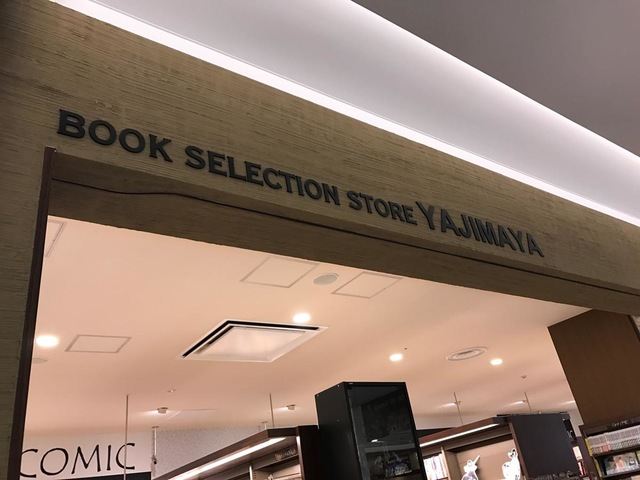 BOOK SELECTION STORE YAJIMAYA
COMIC